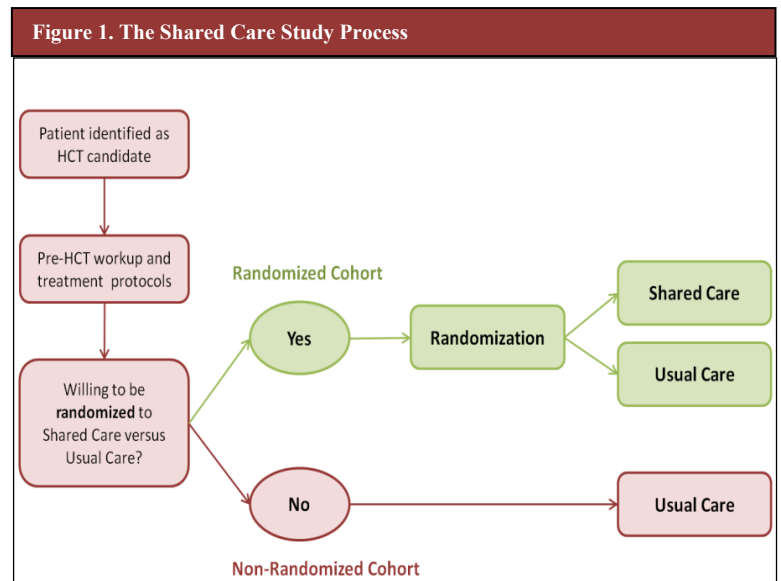 Figure 1. The Shared Care Study Process
Patient identified as
HCT candidate
Pre-HCT workup and
treatment protocols
Willing to be
randomized to
Shared Care versus
Usual Care?
Randomized Cohort
Yes
Randomization
Shared Care
Usual Care
No
Usual Care
Non-Randomized Cohort